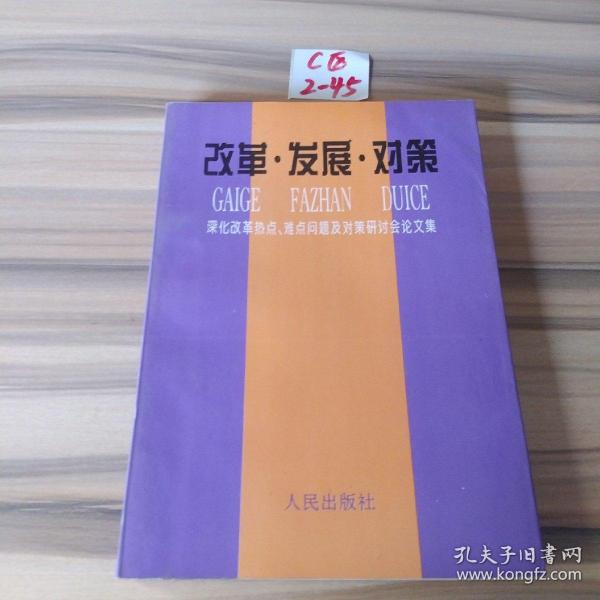 C区
2-45
改革·发展·对策
GAIGE FAZHAN DUICE
深化改革热点、难点问题及对策研讨会论文集
人民出版社
孔夫子旧书网
www.kongfz.com